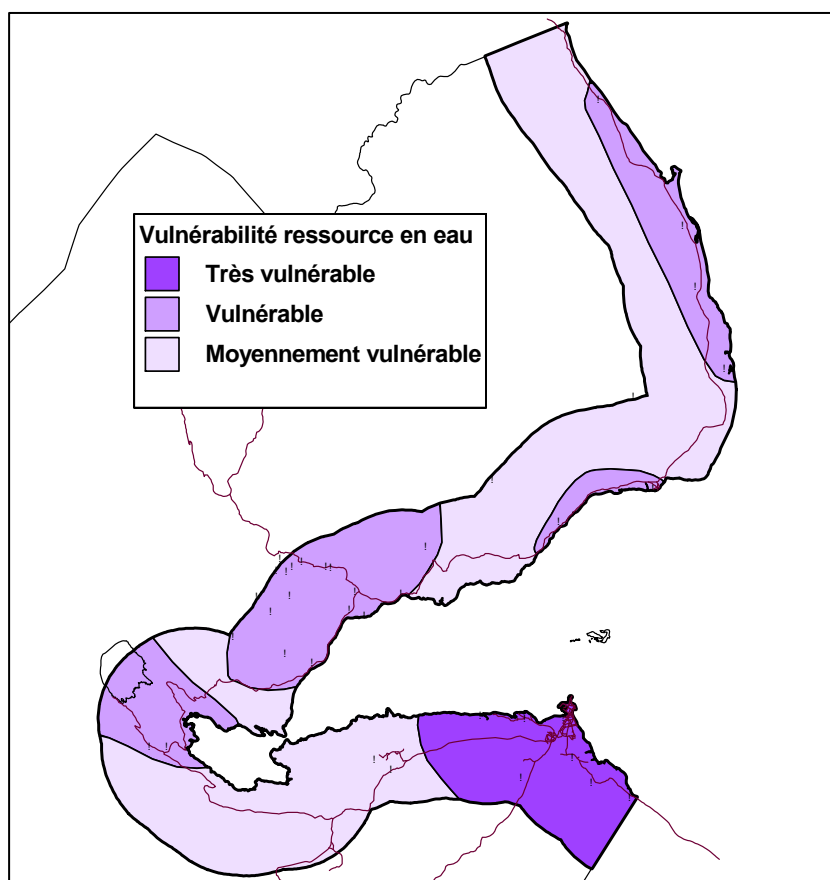 Vulnérabilité ressource en eau
Très vulnérable
Vulnérable
Moyennement vulnérable